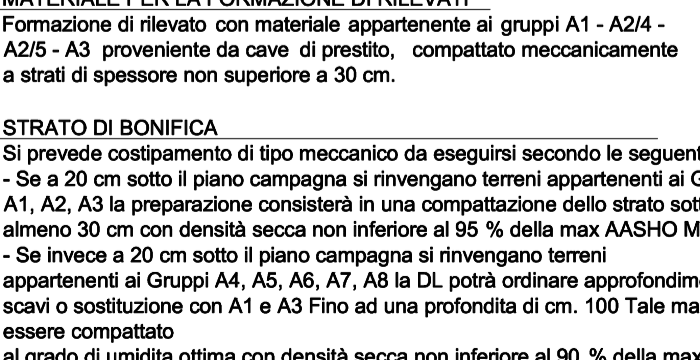 MATERIALE PER LA FORMAZIONE DI RILEVATI
Formazione di rilevato con materiale appartenente ai gruppi A1 - A2/4 -
A2/5 - A3 proveniente da cave di prestito, compattato meccanicamente
a strati di spessore non superiore a 30 cm.
STRATO DI BONIFICA
Si prevede costipamento di tipo meccanico da eseguirsi secondo le seguent
- Se a 20 cm sotto il piano campagna si rinvengano terreni appartenenti ai G
A1, A2, A3 la preparazione consisterà in una compattazione dello strato sott
almeno 30 cm con densità secca non inferiore al 95 % della max AASHO M
- Se invece a 20 cm sotto il piano campagna si rinvengano terreni
appartenenti ai Gruppi A4, A5, A6, A7, A8 la DL potrà ordinare approfondim
scavi o sostituzione con A1 e A3 Fino ad una profondita di cm. 100 Tale ma
essere compattato
al grado di umidita ottima con densità secca non inferiore al 90 % della max